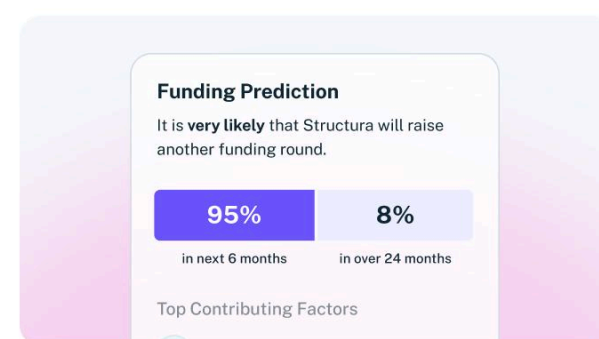 Funding Prediction
It is very likely that Structura will raise
another funding round.
95%
8%
in next 6 months
in over 24 months
Top Contributing Factors